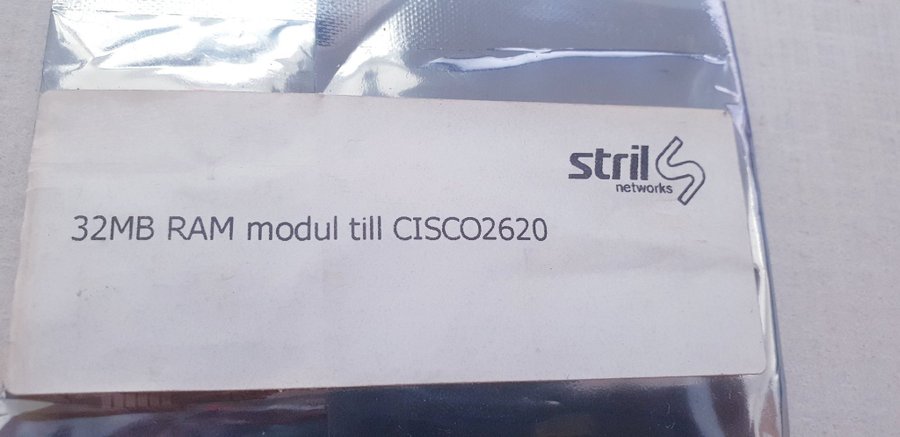 stril
networks
32MB RAM modul till CISCO2620